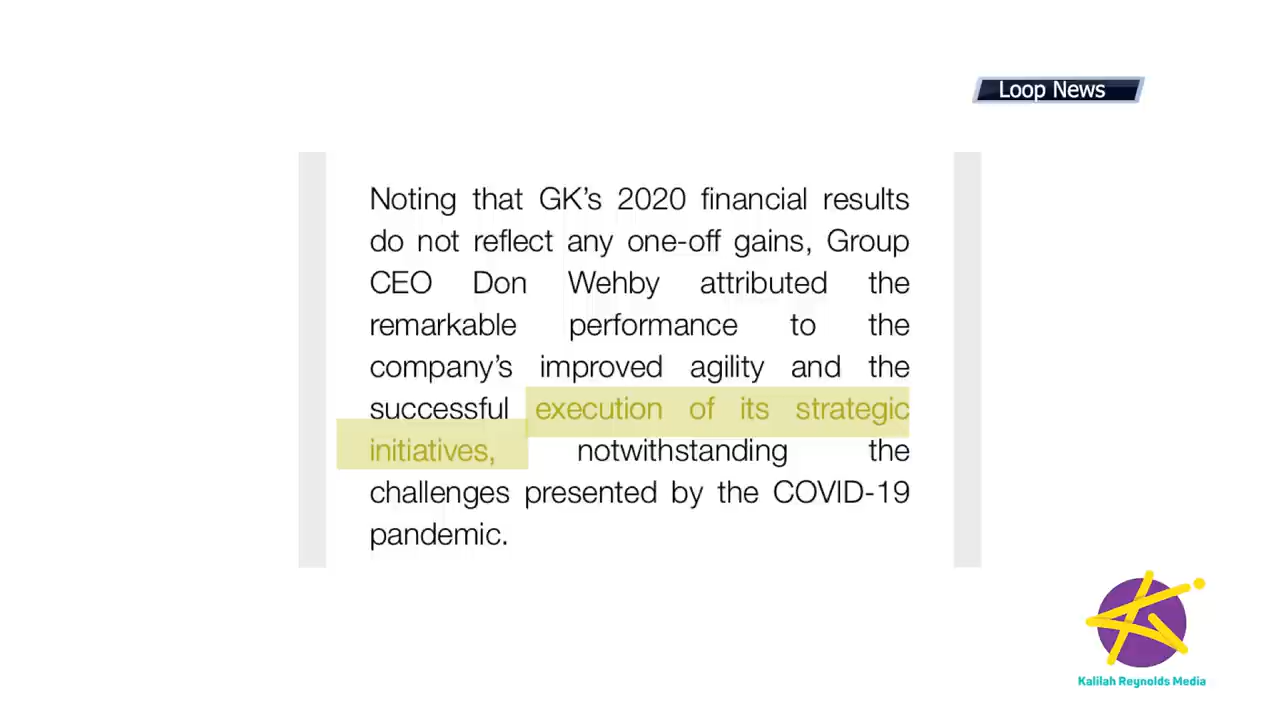 Loop News
Noting that GK's 2020 financial results
do not reflect any one-off gains, Group
CEO Don Wehby attributed the
remarkable performance to the
company's improved agility and the
successful execution of its strategic
initiatives, notwithstanding the
challenges presented by the COVID-19
pandemic.
Kalilah Reynolds Media